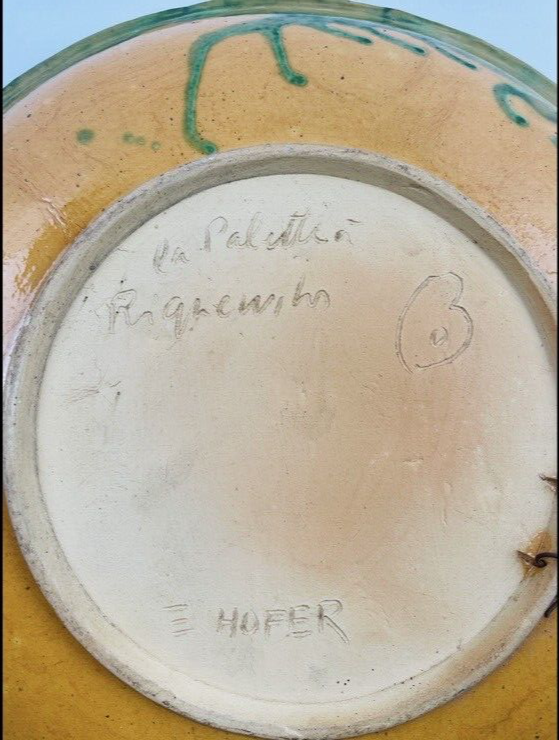 la Palette à
Riquewihr
E HOFER